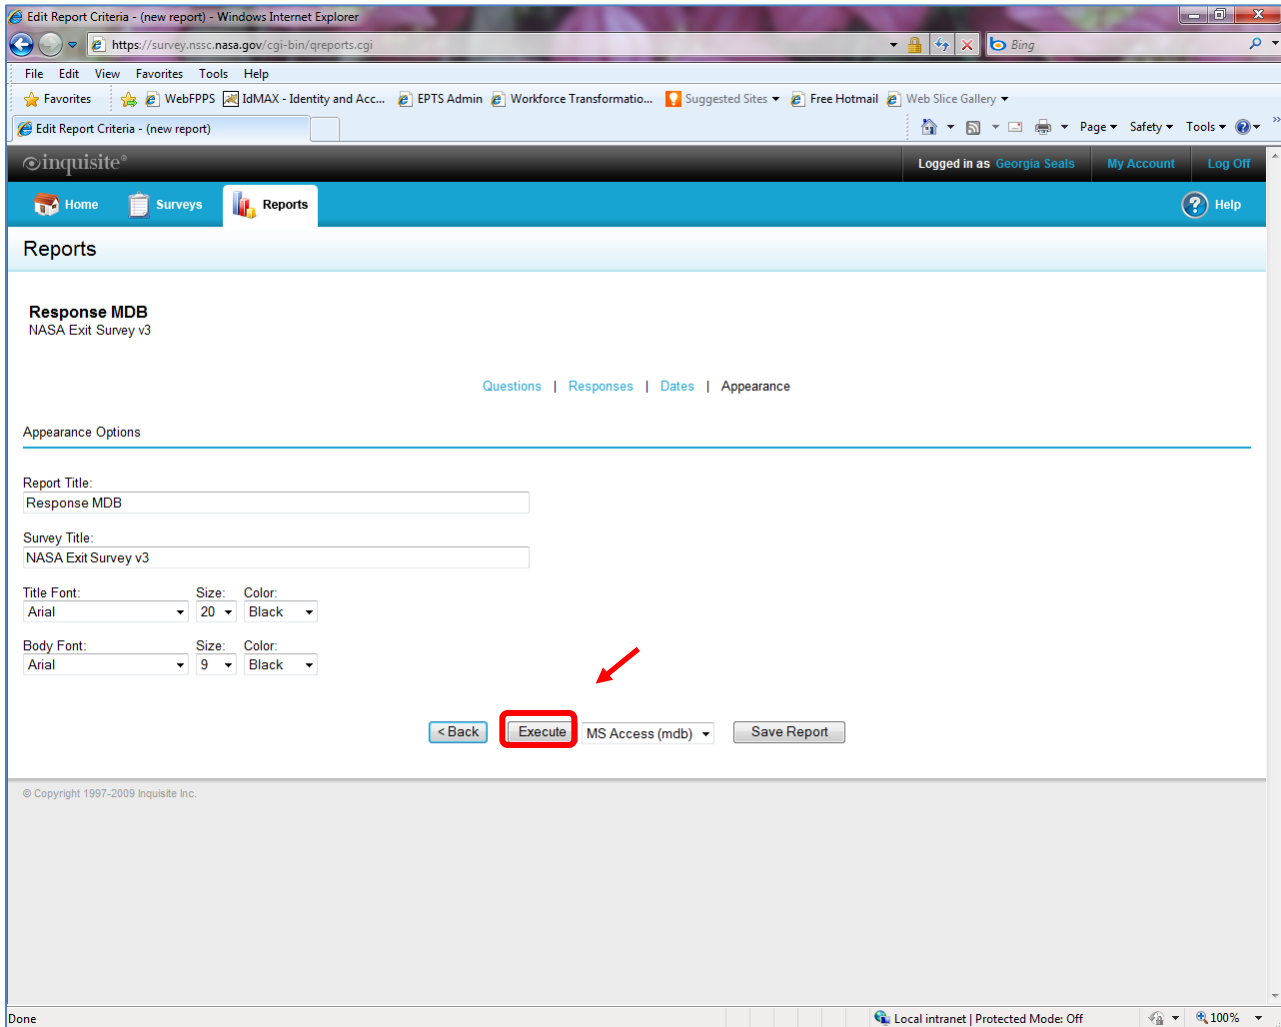 Edit Report Criteria - (new report) - Windows Internet Explorer
https://survey.nssc.nasa.gov/cgi-bin/qreports.cgi
Bing
File Edit View Favorites Tools Help
Favorites WebFPPS IdMAX - Identity and Acc... EPTS Admin Workforce Transformatio... Suggested Sites Free Hotmail Web Slice Gallery
Edit Report Criteria - (new report)
Page Safety Tools »
inquisite®
Logged in as Georgia Seals My Account Log Off
Home Surveys Reports Help
Reports
Response MDB
NASA Exit Survey v3
Questions | Responses | Dates | Appearance
Appearance Options
Report Title:
Response MDB
Survey Title:
NASA Exit Survey v3
Title Font: Size: Color:
Arial 20 Black
Body Font: Size: Color:
Arial 9 Black
< Back Execute MS Access (mdb) Save Report
© Copyright 1997-2009 Inquisite Inc.
Done Local intranet | Protected Mode: Off 100%